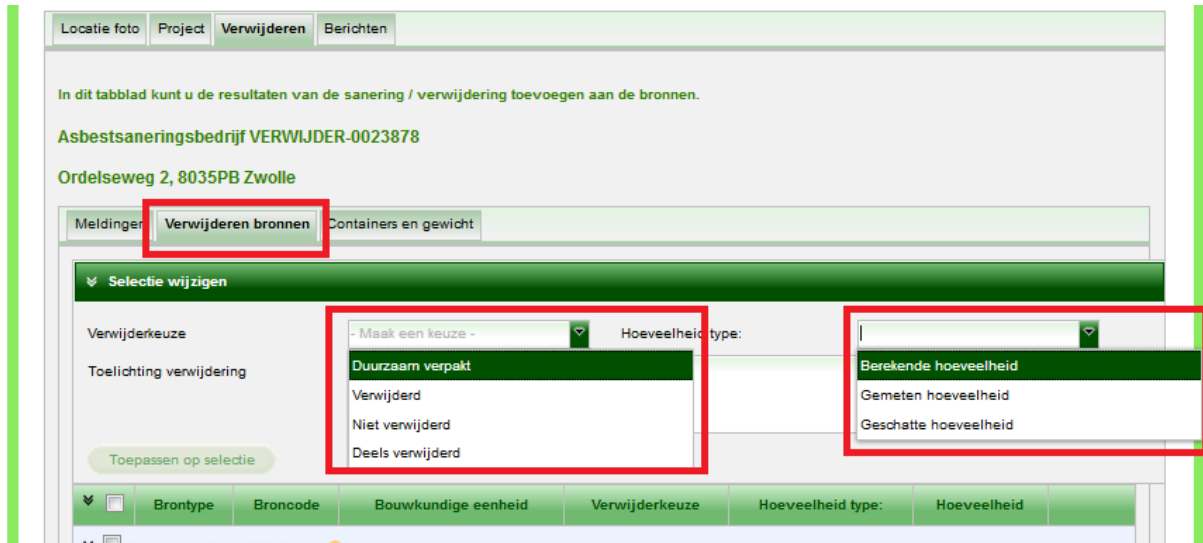 Locatie foto Project Verwijderen Berichten
In dit tabblad kunt u de resultaten van de sanering / verwijdering toevoegen aan de bronnen.
Asbestsaneringsbedrijf VERWIJDER-0023878
Ordelseweg 2, 8035PB Zwolle
Meldingen Verwijderen bronnen Containers en gewicht
Selectie wijzigen
Verwijderkeuze - Maak een keuze - Hoeveelheid type:
Duurzaam verpakt Berekende hoeveelheid
Toelichting verwijdering
Verwijderd Gemeten hoeveelheid
Niet verwijderd Geschatte hoeveelheid
Deels verwijderd
Toepassen op selectie
Brontype Broncode Bouwkundige eenheid Verwijderkeuze Hoeveelheid type: Hoeveelheid